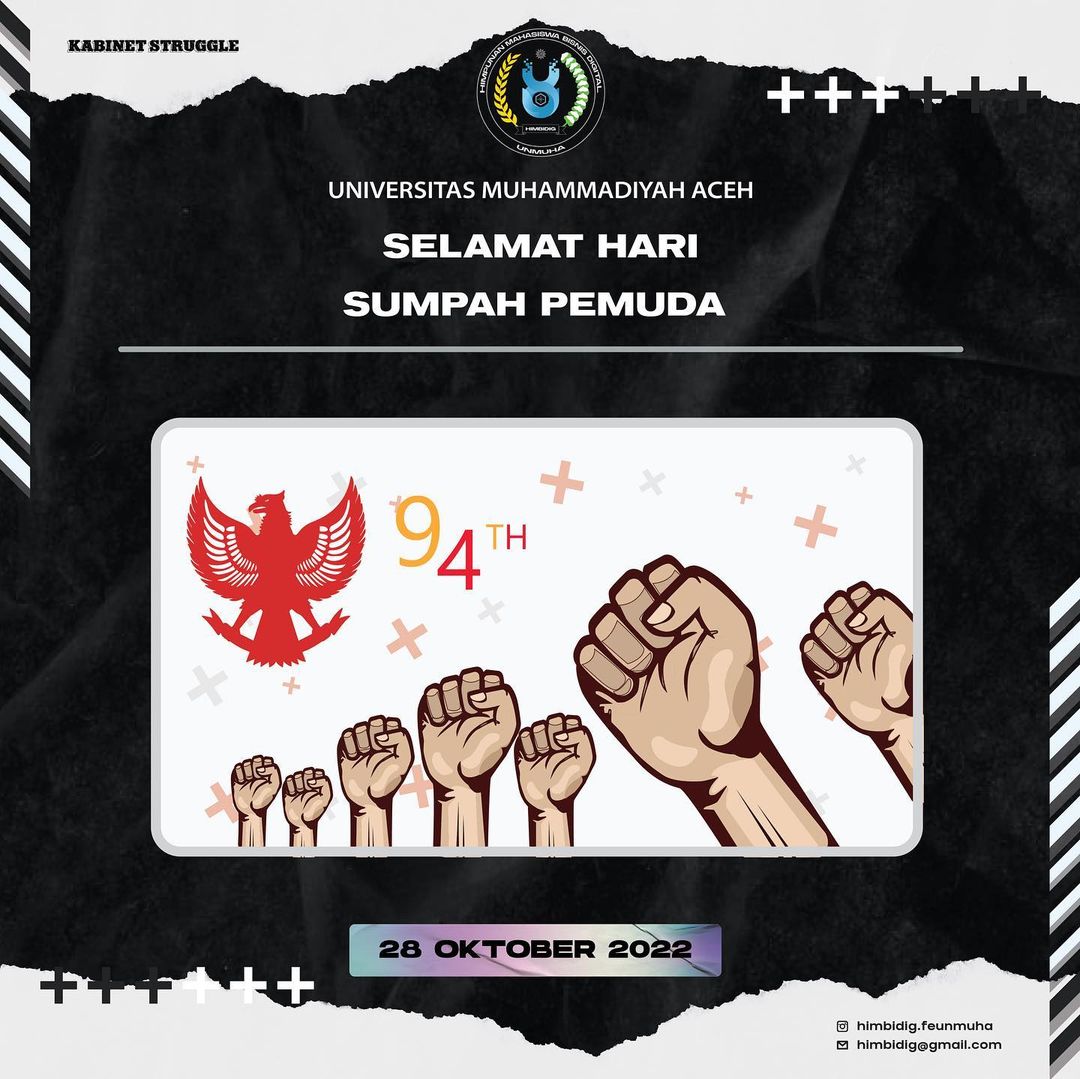 KABINET STRUGGLE
HIMPUNAN MAHASISWA BISNIS DIGITAL
HIMBIDIG
UNMUHA
UNIVERSITAS MUHAMMADIYAH ACEH
SELAMAT HARI
SUMPAH PEMUDA
94TH
28 OKTOBER 2022
himbidig.feunmuha
himbidig@gmail.com